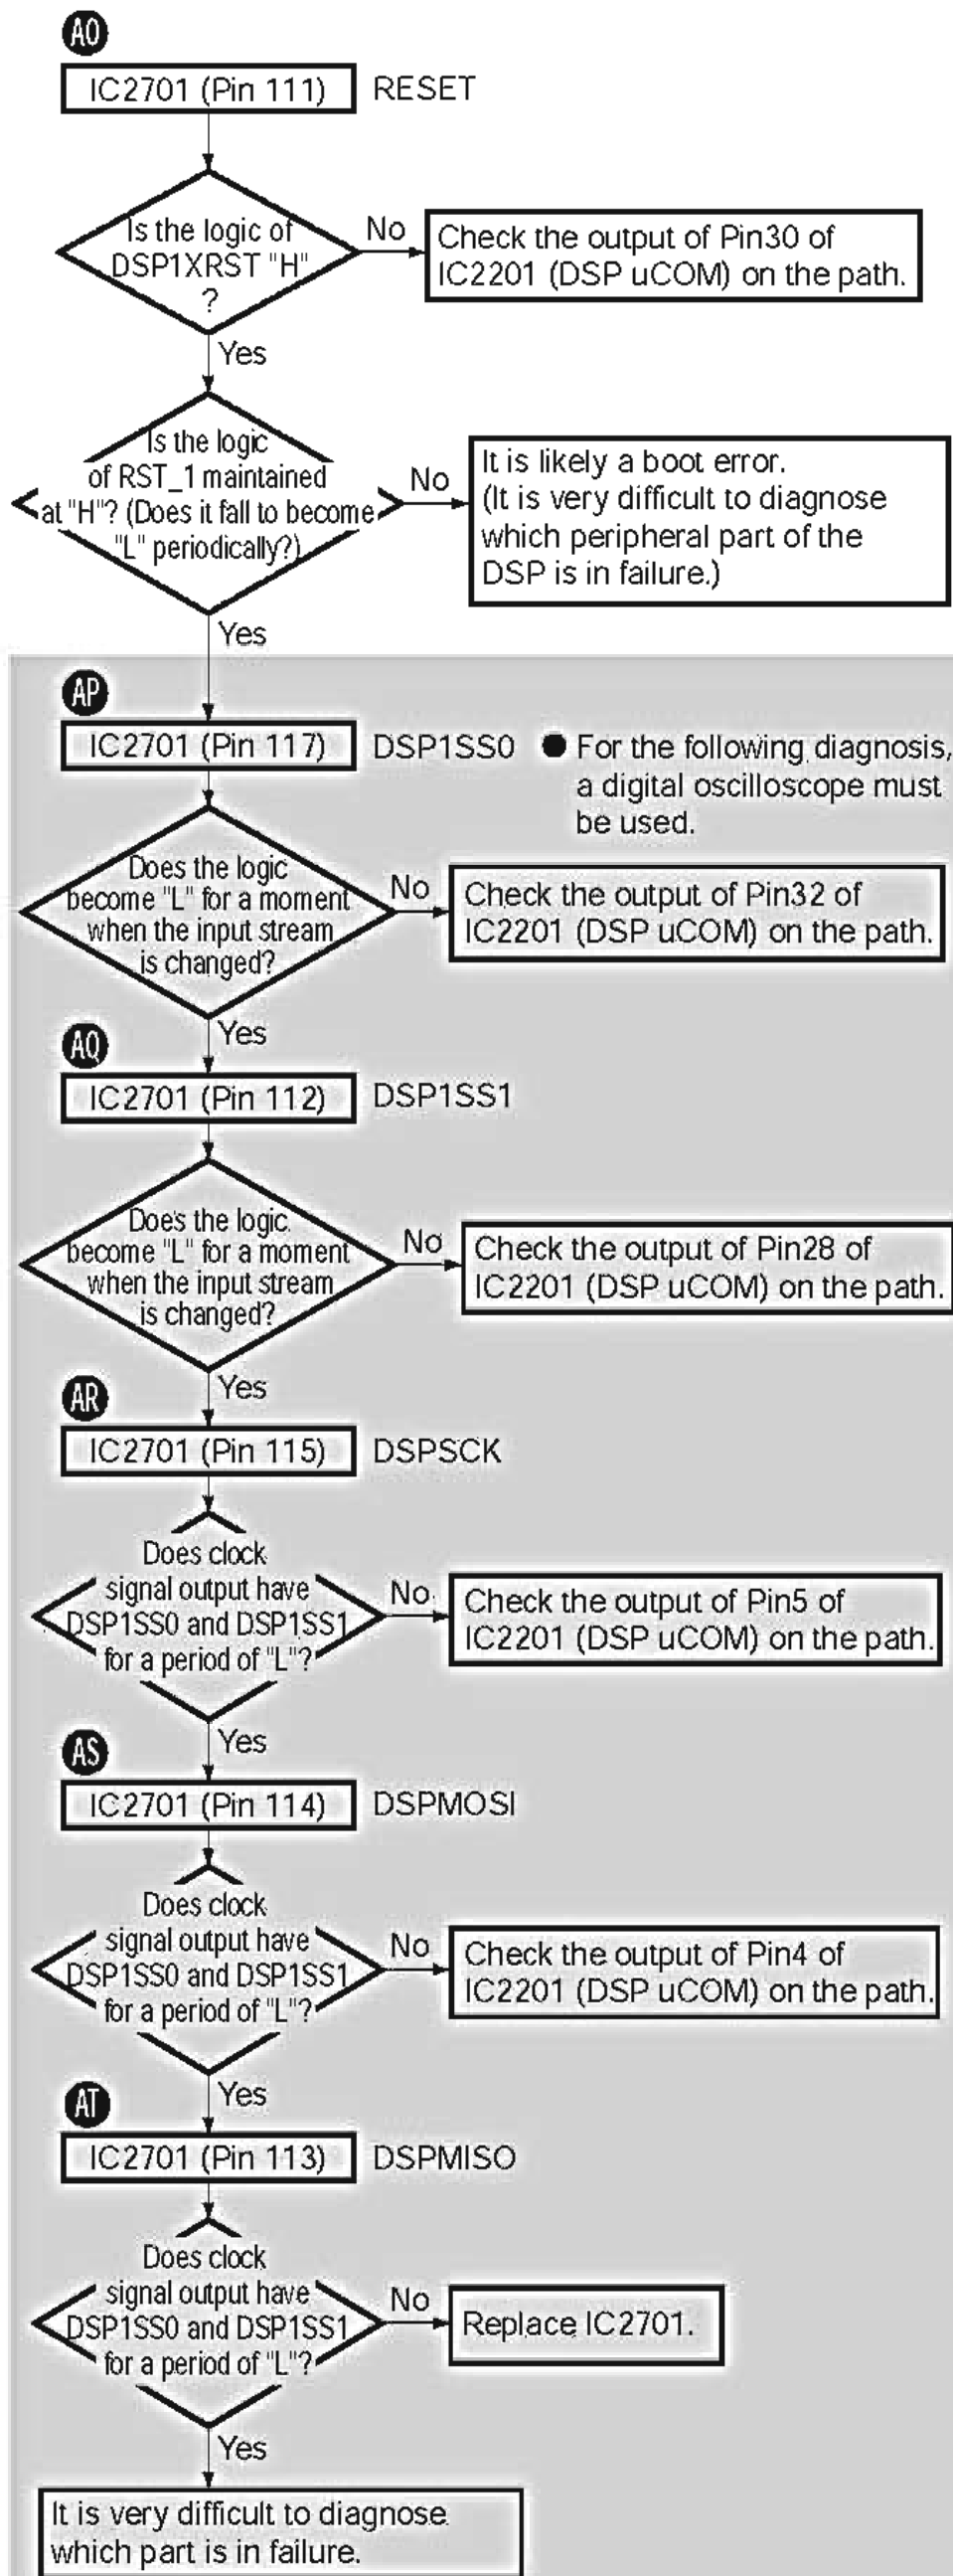 AO
IC2701 (Pin 111)
RESET
Is the logic of
DSP1XRST "H"
?
No
Check the output of Pin30 of
IC2201 (DSP uCOM) on the path.
Yes
Is the logic
of RST_1 maintained
at "H"? (Does it fall to become
"L" periodically?)
No
It is likely a boot error.
(It is very difficult to diagnose
which peripheral part of the
DSP is in failure.)
Yes
AP
IC2701 (Pin 117)
DSP1SS0
● For the following diagnosis,
a digital oscilloscope must
be used.
Does the logic
become "L" for a moment
when the input stream
is changed?
No
Check the output of Pin32 of
IC2201 (DSP uCOM) on the path.
Yes
AQ
IC2701 (Pin 112)
DSP1SS1
Does the logic
become "L" for a moment
when the input stream
is changed?
No
Check the output of Pin28 of
IC2201 (DSP uCOM) on the path.
Yes
AR
IC2701 (Pin 115)
DSPSCK
Does clock
signal output have
DSP1SS0 and DSP1SS1
for a period of "L"?
No
Check the output of Pin5 of
IC2201 (DSP uCOM) on the path.
Yes
AS
IC2701 (Pin 114)
DSPMOSI
Does clock
signal output have
DSP1SS0 and DSP1SS1
for a period of "L"?
No
Check the output of Pin4 of
IC2201 (DSP uCOM) on the path.
Yes
AT
IC2701 (Pin 113)
DSPMISO
Does clock
signal output have
DSP1SS0 and DSP1SS1
for a period of "L"?
No
Replace IC2701.
Yes
It is very difficult to diagnose
which part is in failure.